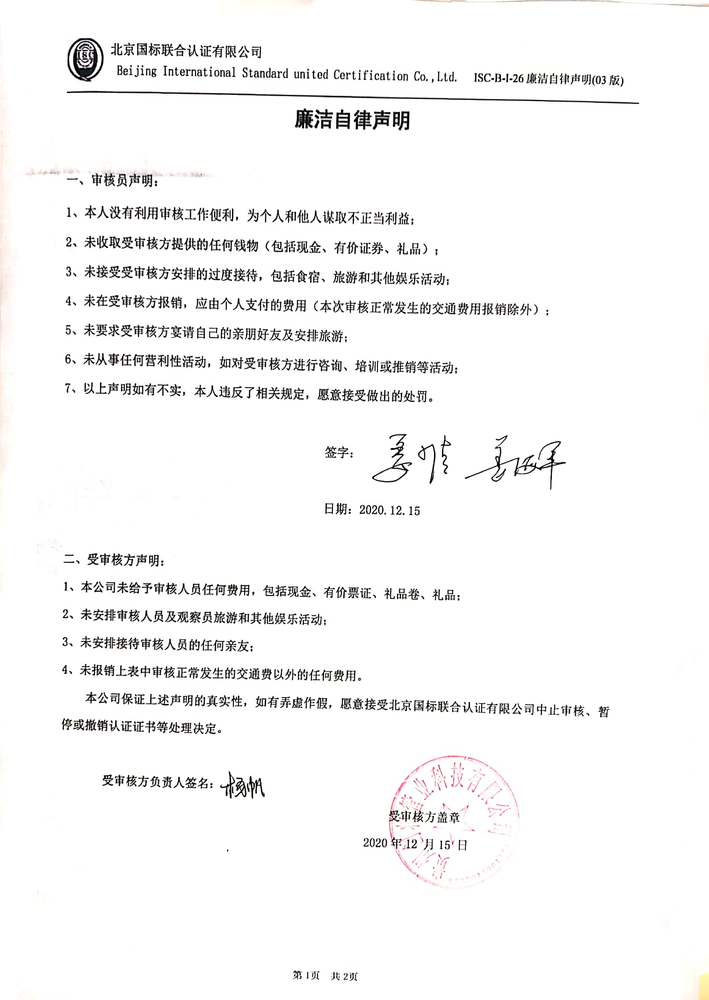 ISC
北京国标联合认证有限公司
Beijing International Standard united Certification Co.,Ltd. ISC-B-I-26 廉洁自律声明(03 版)
廉洁自律声明
一、审核员声明：
1、本人没有利用审核工作便利，为个人和他人谋取不正当利益；
2、未收取受审核方提供的任何钱物（包括现金、有价证券、礼品）；
3、未接受受审核方安排的过度接待，包括食宿、旅游和其他娱乐活动；
4、未在受审核方报销，应由个人支付的费用（本次审核正常发生的交通费用报销除外）；
5、未要求受审核方宴请自己的亲朋好友及安排旅游；
6、未从事任何营利性活动，如对受审核方进行咨询、培训或推销等活动；
7、以上声明如有不实，本人违反了相关规定，愿意接受做出的处罚。
签字：
日期：2020.12.15
二、受审核方声明：
1、本公司未给予审核人员任何费用，包括现金、有价票证、礼品卷、礼品；
2、未安排审核人员及观察员旅游和其他娱乐活动；
3、未安排接待审核人员的任何亲友；
4、未报销上表中审核正常发生的交通费以外的任何费用。
本公司保证上述声明的真实性，如有弄虚作假，愿意接受北京国标联合认证有限公司中止审核、暂
停或撤销认证证书等处理决定。
受审核方负责人签名：杨帆
受审核方盖章
2020 年 12 月 15 日
管业科技有限公司
第 1页 共 2页